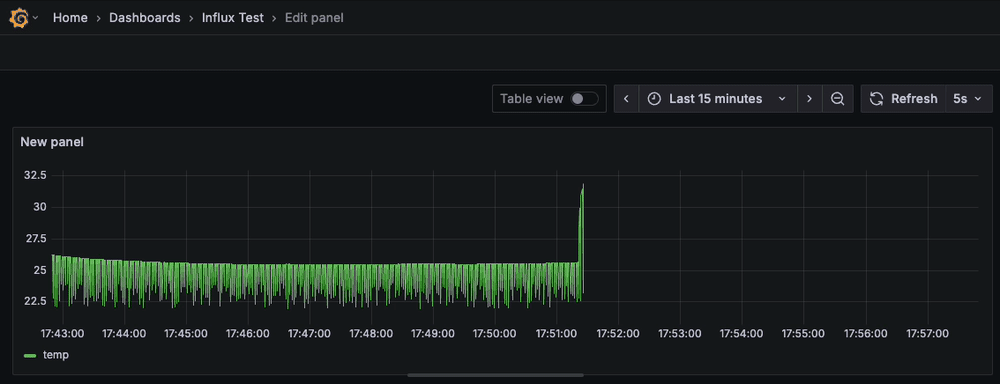 Home > Dashboards > Influx Test > Edit panel
Table view
Last 15 minutes
Refresh 5s
New panel
32.5
30
27.5
25
22.5
17:43:00 17:44:00 17:45:00 17:46:00 17:47:00 17:48:00 17:49:00 17:50:00 17:51:00 17:52:00 17:53:00 17:54:00 17:55:00 17:56:00 17:57:00
temp